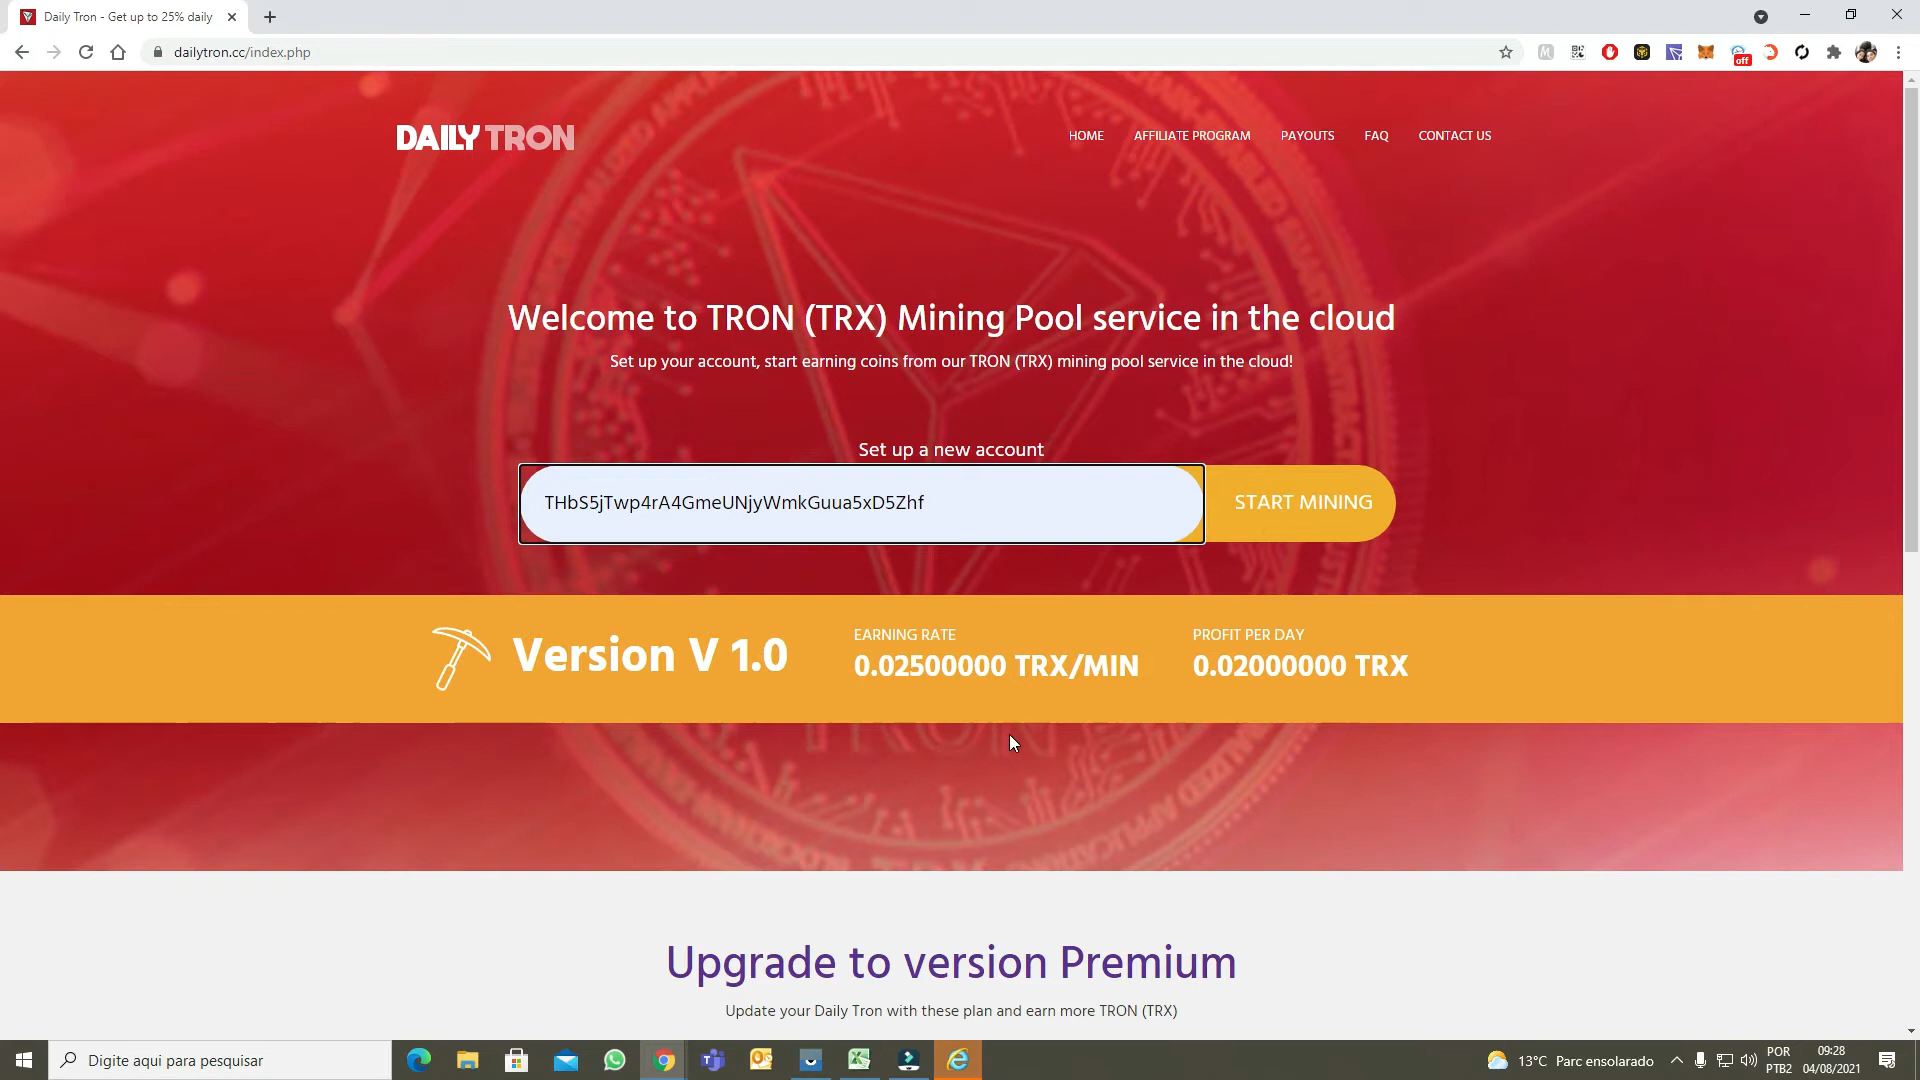 Daily Tron - Get up to 25% daily
dailytron.cc/index.php
off
DAILY TRON
HOME AFFILIATE PROGRAM PAYOUTS FAQ CONTACT US
Welcome to TRON (TRX) Mining Pool service in the cloud
Set up your account, start earning coins from our TRON (TRX) mining pool service in the cloud!
Set up a new account
THbS5jTwp4rA4GmeUNjyWmkGuua5xD5Zhf START MINING
Version V 1.0
EARNING RATE
0.02500000 TRX/MIN
PROFIT PER DAY
0.02000000 TRX
TRON
Upgrade to version Premium
Update your Daily Tron with these plan and earn more TRON (TRX)
Digite aqui para pesquisar
13°C Parc ensolarado
POR
PTB2
09:28
04/08/2021